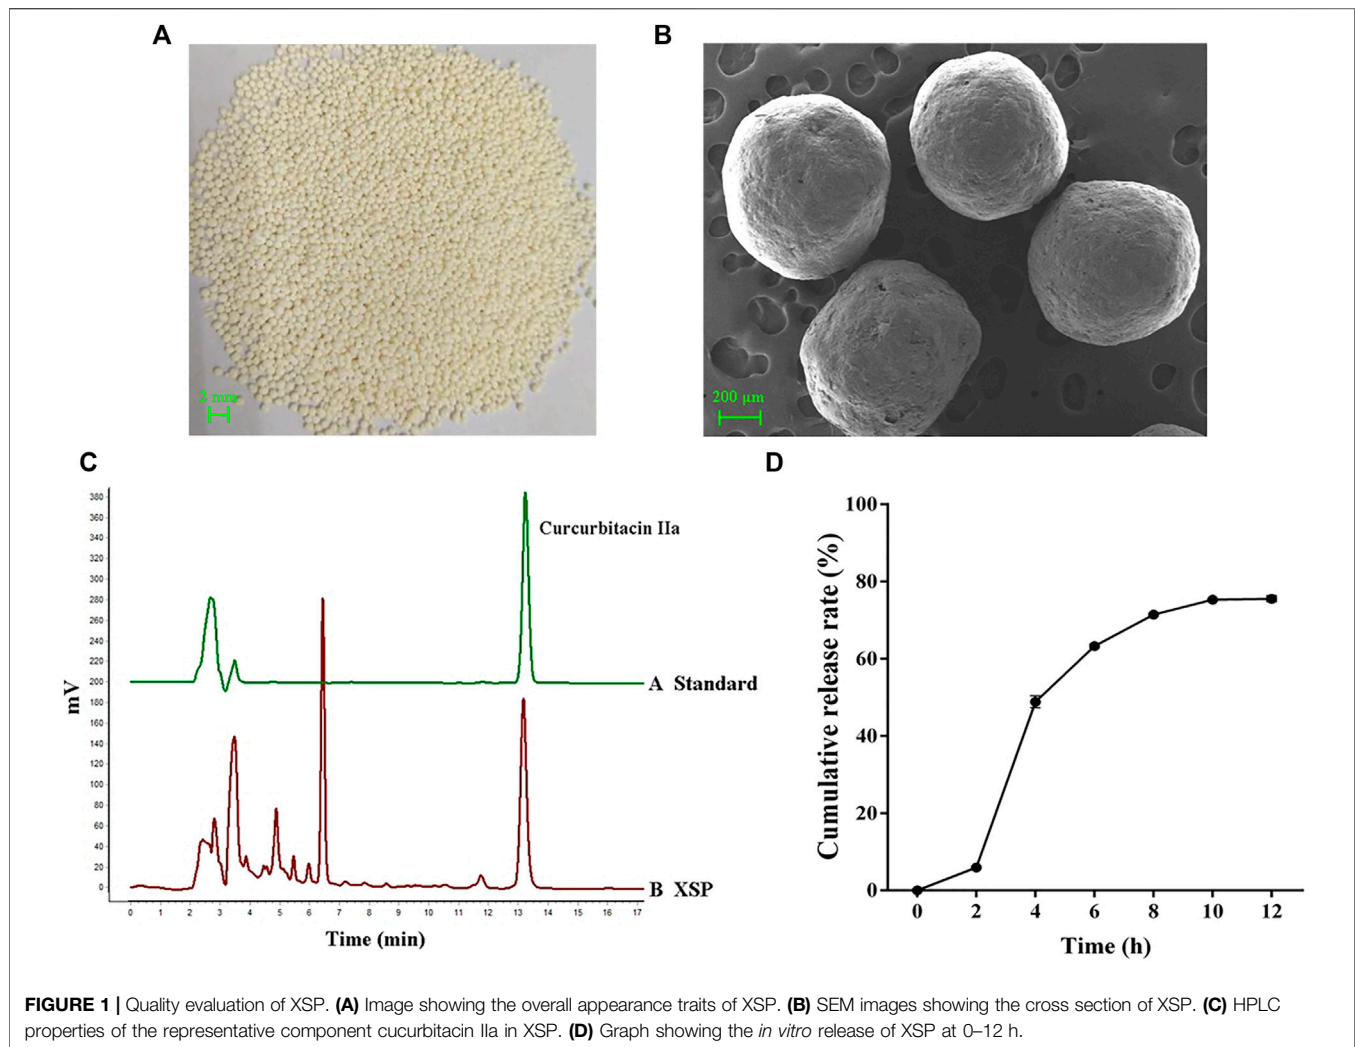 A
B
2 mm
200 μm
C
D
380
360
340
320
300
280
260
240
220
200
180
160
140
120
100
80
60
40
20
0
mV
Curcurbitacin IIa
A Standard
B XSP
0 1 2 3 4 5 6 7 8 9 10 11 12 13 14 15 16 17
Time (min)
Cumulative release rate (%)
100
80
60
40
20
0
0 2 4 6 8 10 12
Time (h)
FIGURE 1 | Quality evaluation of XSP. (A) Image showing the overall appearance traits of XSP. (B) SEM images showing the cross section of XSP. (C) HPLC
properties of the representative component cucurbitacin IIa in XSP. (D) Graph showing the in vitro release of XSP at 0–12 h.